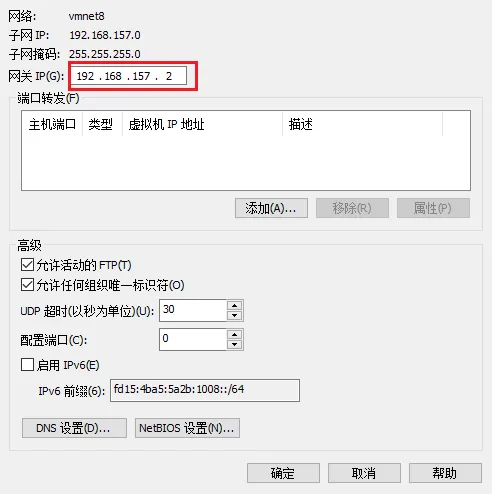 网络: vmnet8
子网 IP: 192.168.157.0
子网掩码: 255.255.255.0
网关 IP(G): 192 .168 .157 . 2
端口转发(F)
主机端口 类型 虚拟机 IP 地址 描述
添加(A)... 移除(R) 属性(P)
高级
允许活动的 FTP(T)
允许任何组织唯一标识符(O)
UDP 超时(以秒为单位)(U): 30
配置端口(C): 0
启用 IPv6(E)
IPv6 前缀(6): fd15:4ba5:5a2b:1008::/64
DNS 设置(D)... NetBIOS 设置(N)...
确定 取消 帮助